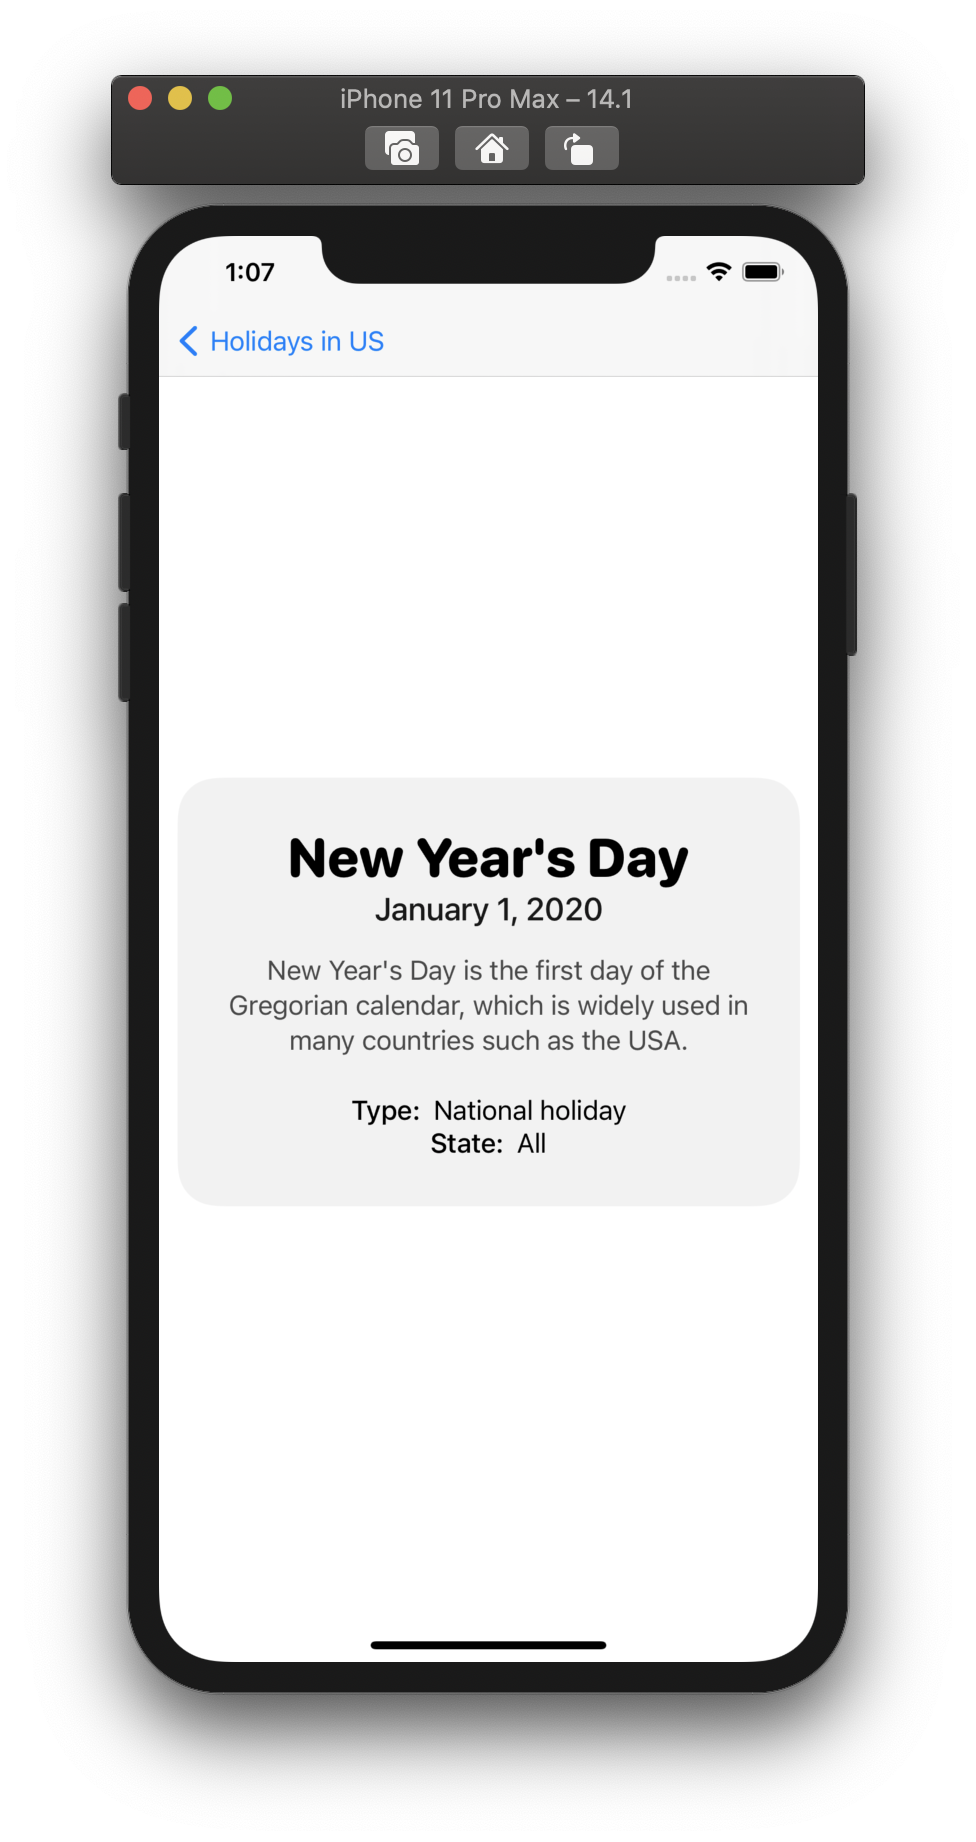 iPhone 11 Pro Max – 14.1
1:07
Holidays in US
New Year's Day
January 1, 2020
New Year's Day is the first day of the
Gregorian calendar, which is widely used in
many countries such as the USA.
Type: National holiday
State: All